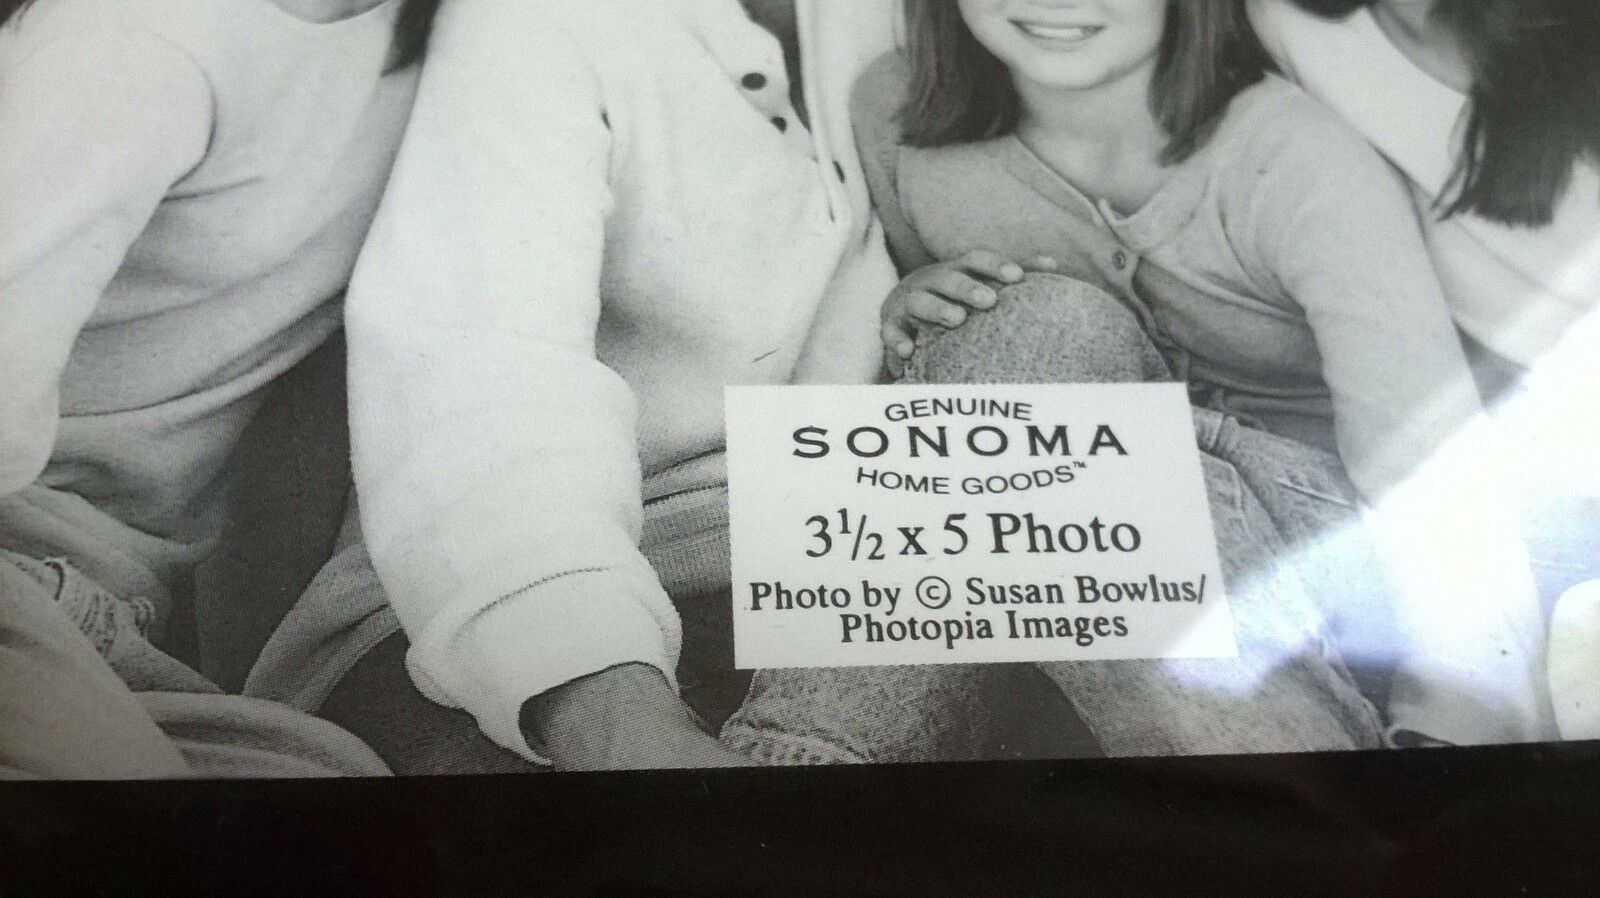 GENUINE
SONOMA
HOME GOODS™
3½ x 5 Photo
Photo by © Susan Bowlus/
Photopia Images